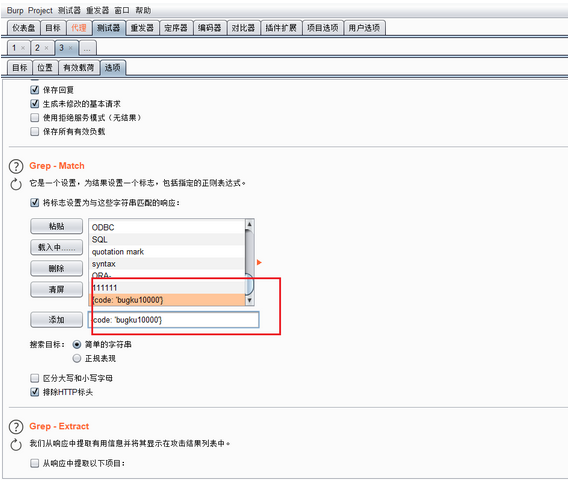 Burp Project 测试器 重发器 窗口 帮助
仪表盘 目标 代理 测试器 重发器 定序器 编码器 对比器 插件扩展 项目选项 用户选项
1 × 2 × 3 × ...
目标 位置 有效载荷 选项
保存回复
生成未修改的基本请求
使用拒绝服务模式（无结果）
保存所有有效负载
? Grep - Match
它是一个设置，为结果设置一个标志，包括指定的正则表达式。
将标志设置为与这些字符串匹配的响应：
粘贴
载入中......
删除
清屏
ODBC
SQL
quotation mark
syntax
ORA-
111111
{code: 'bugku10000'}
添加
{code: 'bugku10000'}
搜索目标： 简单的字符串
正规表现
区分大写和小写字母
排除HTTP标头
? Grep - Extract
我们从响应中提取有用信息并将其显示在攻击结果列表中。
从响应中提取以下项目：